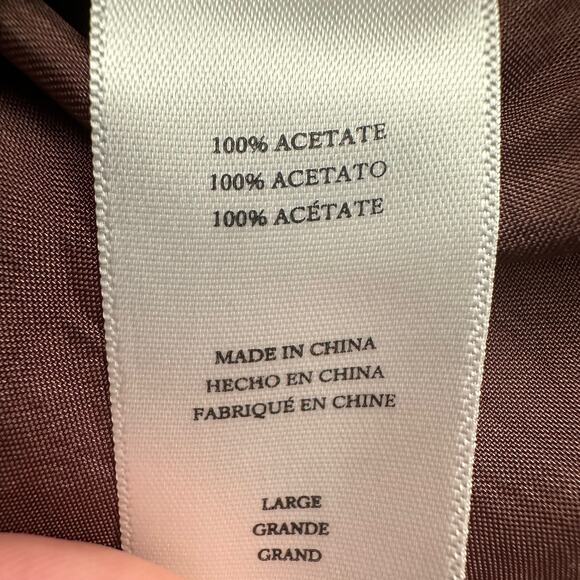 100% ACETATE
100% ACETATO
100% ACÉTATE
MADE IN CHINA
HECHO EN CHINA
FABRIQUÉ EN CHINE
LARGE
GRANDE
GRAND